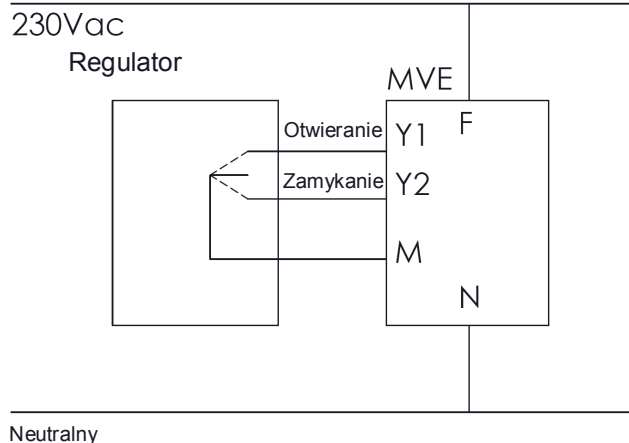 230Vac
Regulator
MVE
F
Otwieranie Y1
Zamykanie Y2
M
N
Neutralny